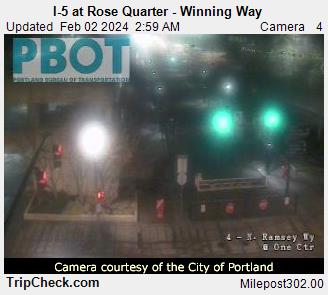 I-5 at Rose Quarter - Winning Way
Updated Feb 02 2024 2:59 AM Camera 4
PBOT
PORTLAND BUREAU OF TRANSPORTATION
4 - N. Ramsey Wy
@ One Ctr
Camera courtesy of the City of Portland
TripCheck.com Milepost302.00